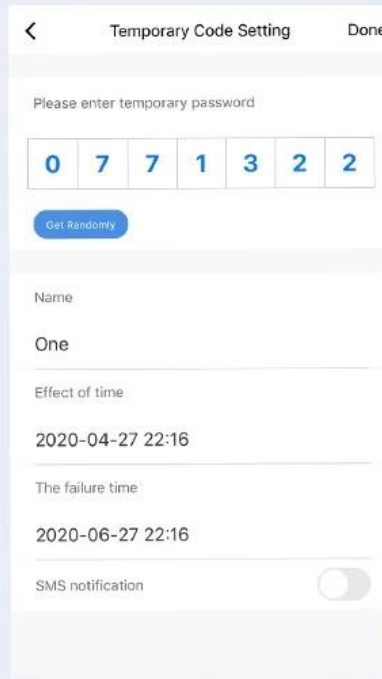 Temporary Code Setting Done
Please enter temporary password
0 7 7 1 3 2 2
Get Randomly
Name
One
Effect of time
2020-04-27 22:16
The failure time
2020-06-27 22:16
SMS notification